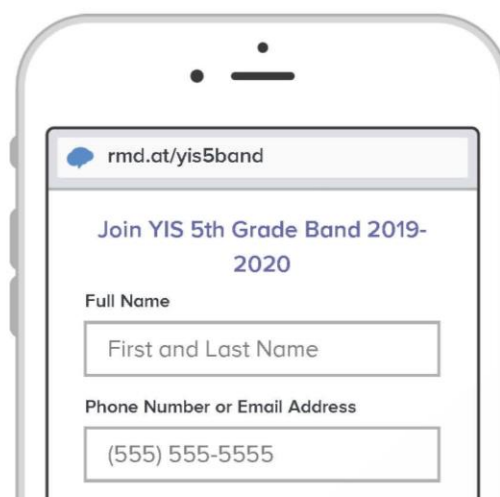 rmd.at/yis5band
Join YIS 5th Grade Band 2019-
2020
Full Name
First and Last Name
Phone Number or Email Address
(555) 555-5555